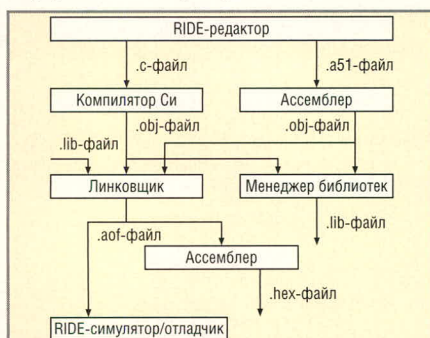 RIDE-редактор
.с-файл
.a51-файл
Компилятор Си
Ассемблер
.obj-файл
.obj-файл
.lib-файл
Линковщик
Менеджер библиотек
.aof-файл
.lib-файл
Ассемблер
.hex-файл
RIDE-симулятор/отладчик